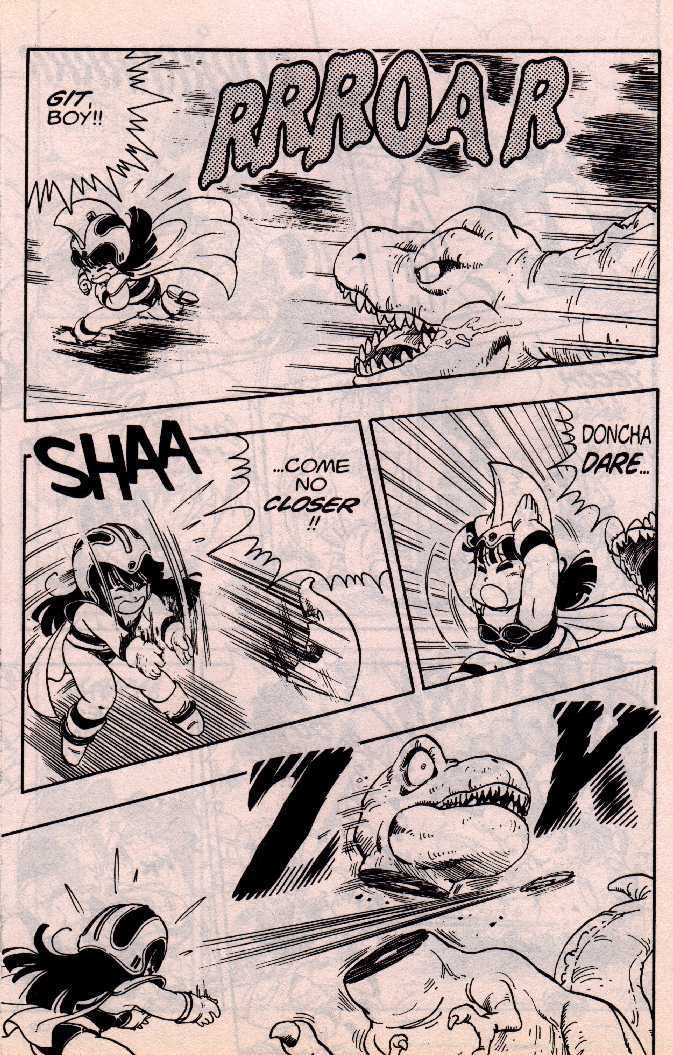 RRROAR
GIT,
BOY!!
DONCHA
DARE...
...COME
NO
CLOSER
!!
SHAA
ZK